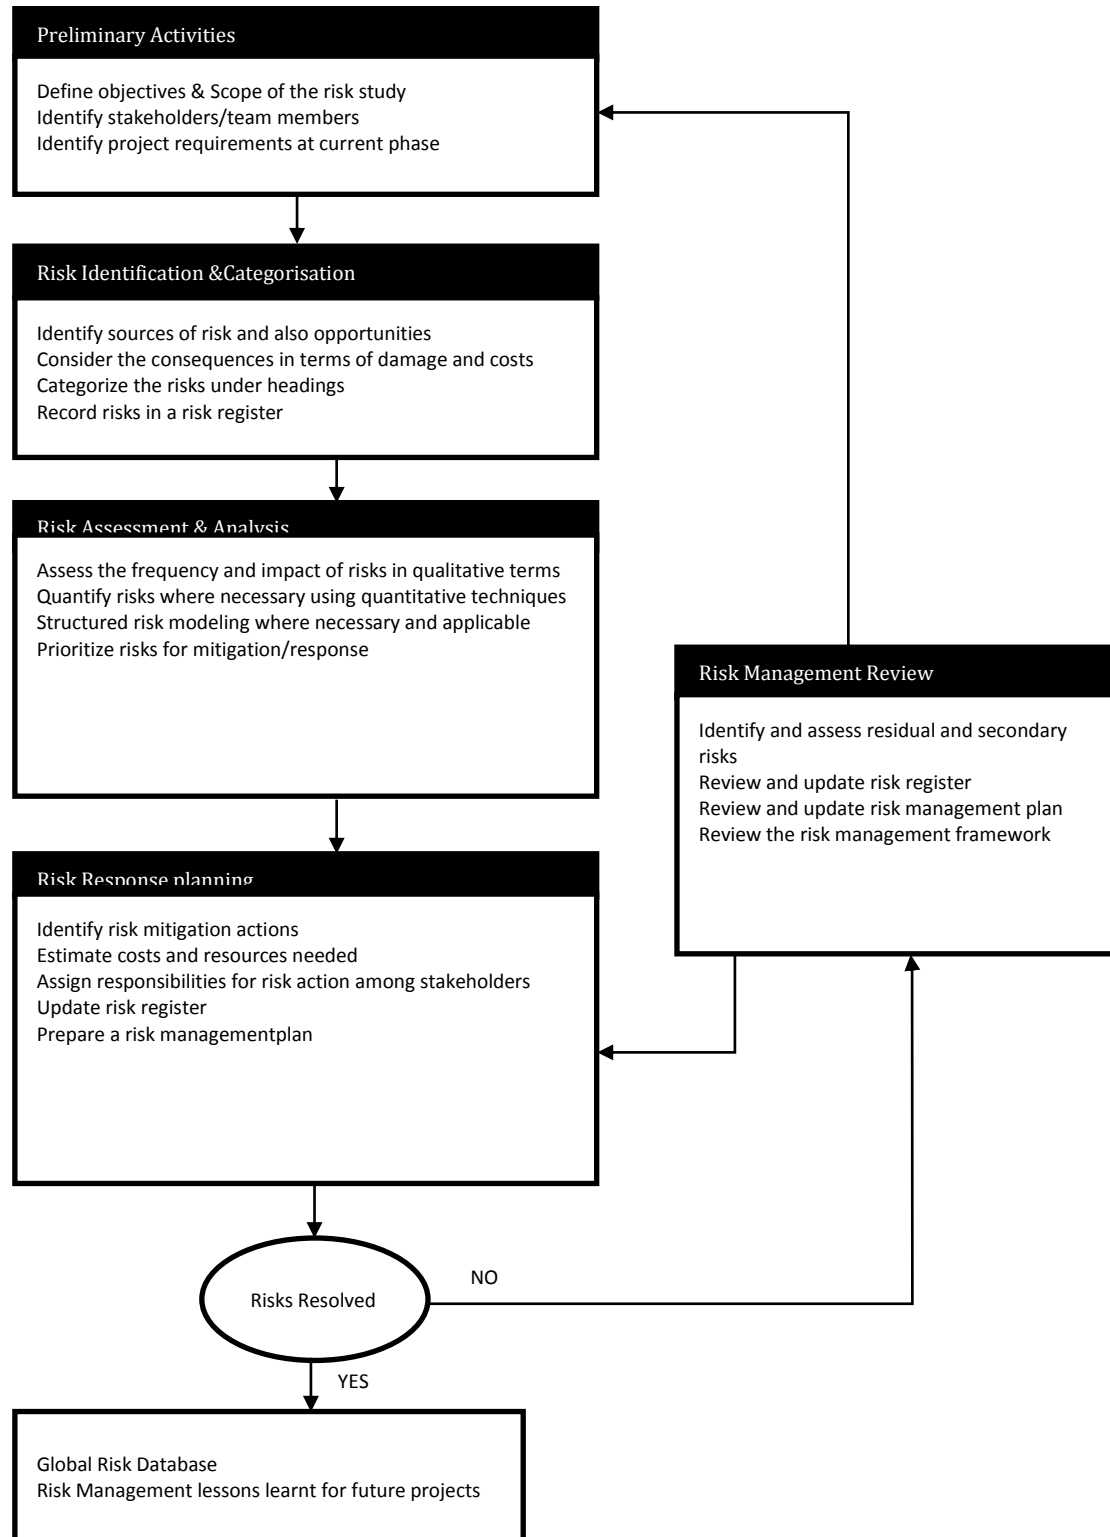 Preliminary Activities
Define objectives & Scope of the risk study
Identify stakeholders/team members
Identify project requirements at current phase
Risk Identification &Categorisation
Identify sources of risk and also opportunities
Consider the consequences in terms of damage and costs
Categorize the risks under headings
Record risks in a risk register
Risk Assessment & Analysis
Assess the frequency and impact of risks in qualitative terms
Quantify risks where necessary using quantitative techniques
Structured risk modeling where necessary and applicable
Prioritize risks for mitigation/response
Risk Management Review
Identify and assess residual and secondary
risks
Review and update risk register
Review and update risk management plan
Review the risk management framework
Risk Response planning
Identify risk mitigation actions
Estimate costs and resources needed
Assign responsibilities for risk action among stakeholders
Update risk register
Prepare a risk managementplan
Risks Resolved
NO
YES
Global Risk Database
Risk Management lessons learnt for future projects